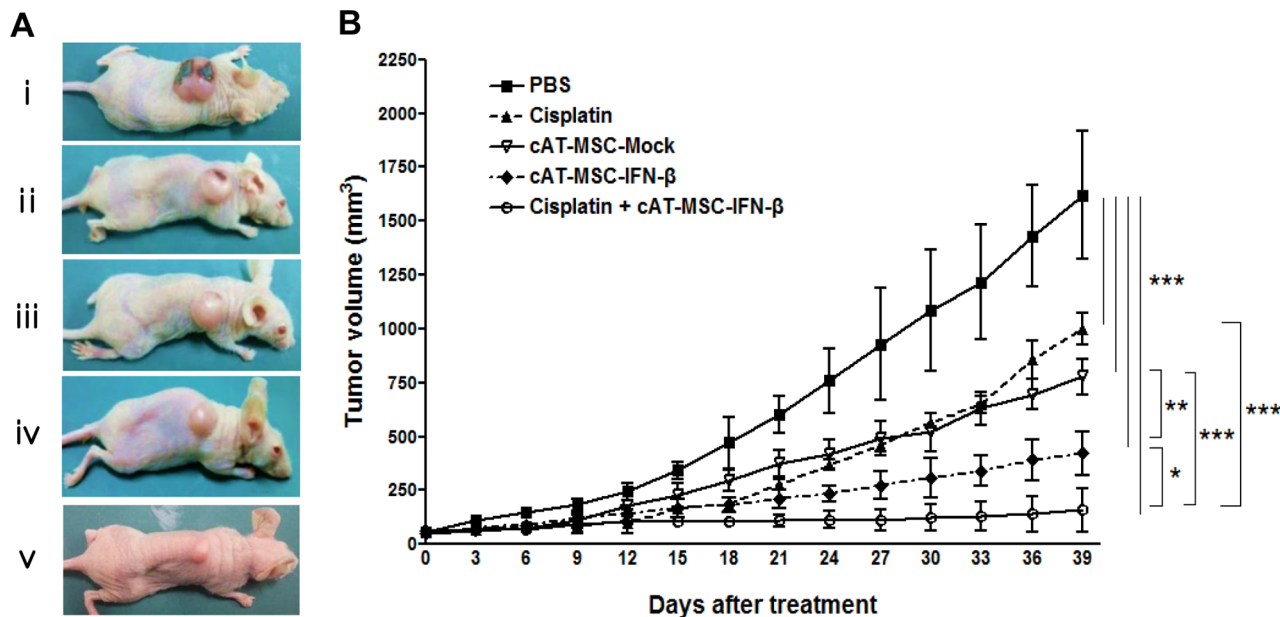 A
i
ii
iii
iv
v
B
Tumor volume (mm³)
2250
2000
1750
1500
1250
1000
750
500
250
0
PBS
Cisplatin
cAT-MSC-Mock
cAT-MSC-IFN-β
Cisplatin + cAT-MSC-IFN-β
***
**
*
***
***
0 3 6 9 12 15 18 21 24 27 30 33 36 39
Days after treatment